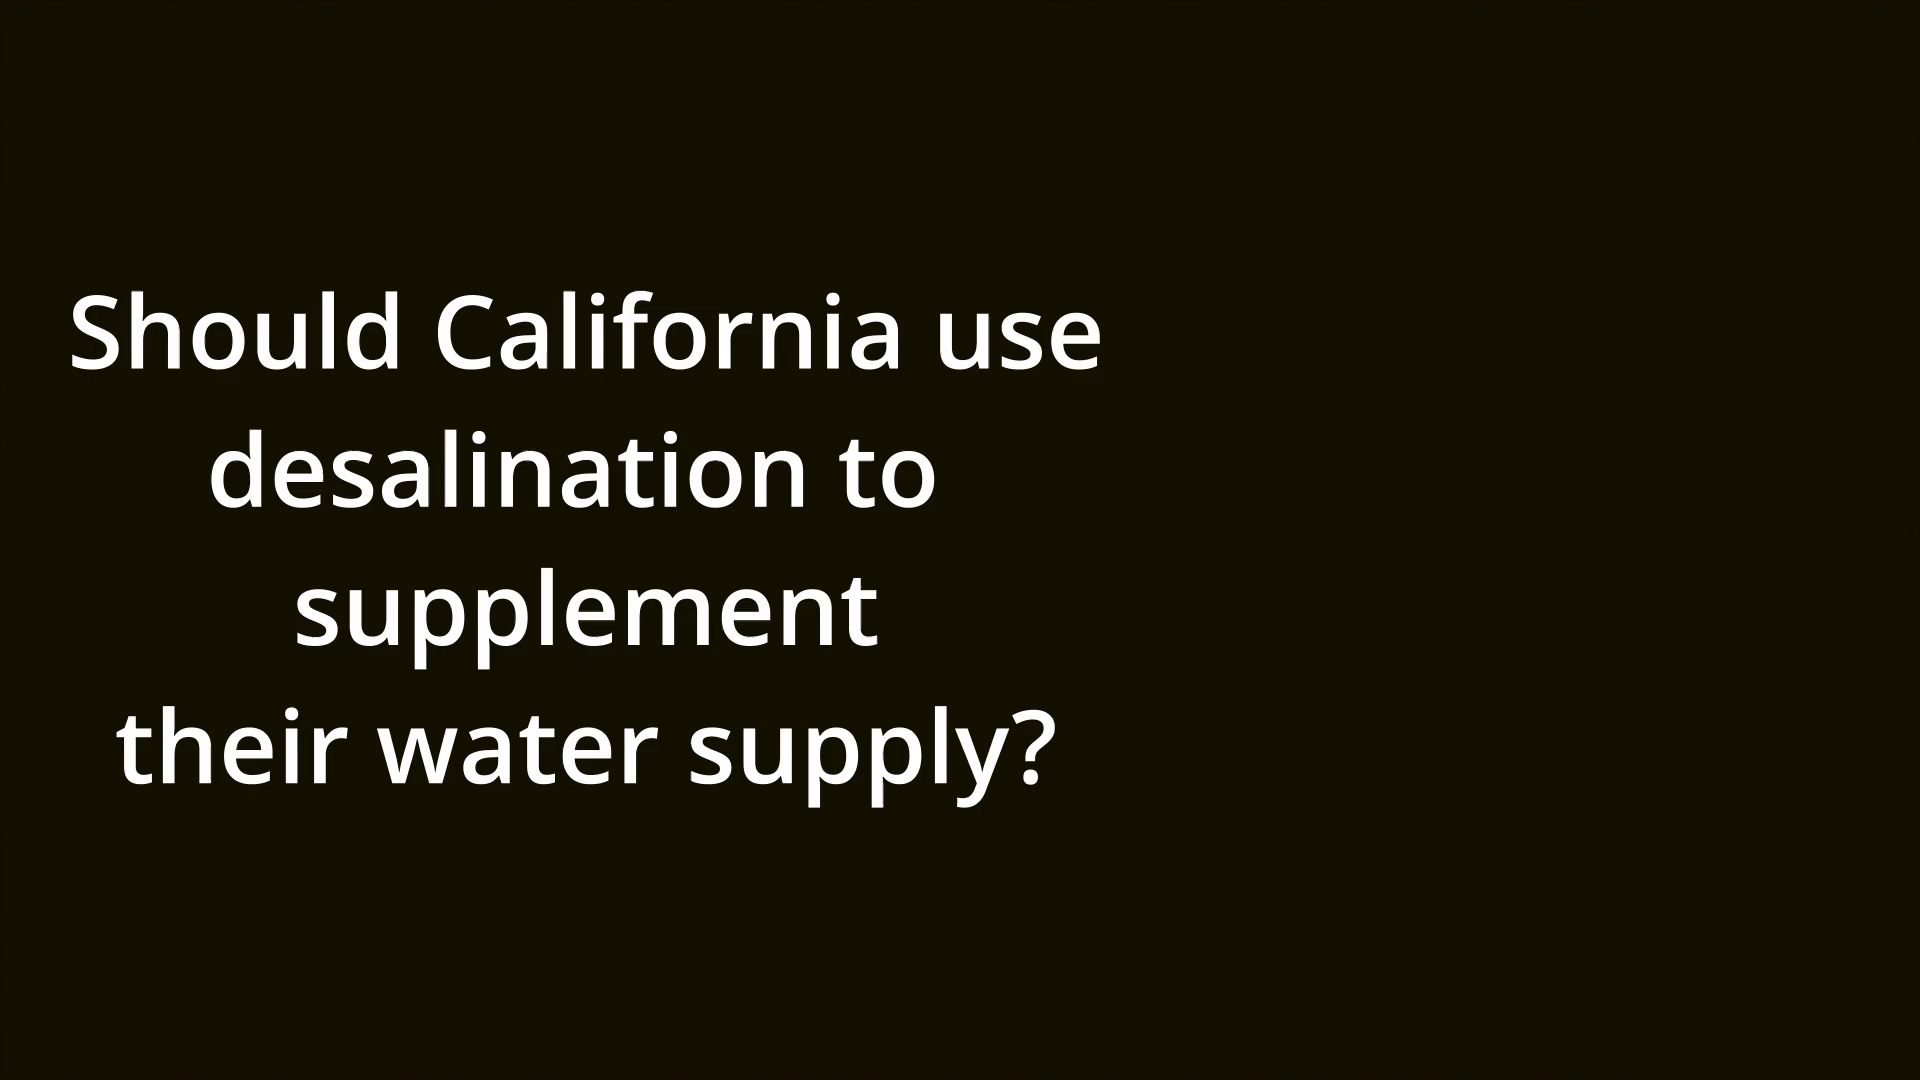 Should California use
desalination to
supplement
their water supply?